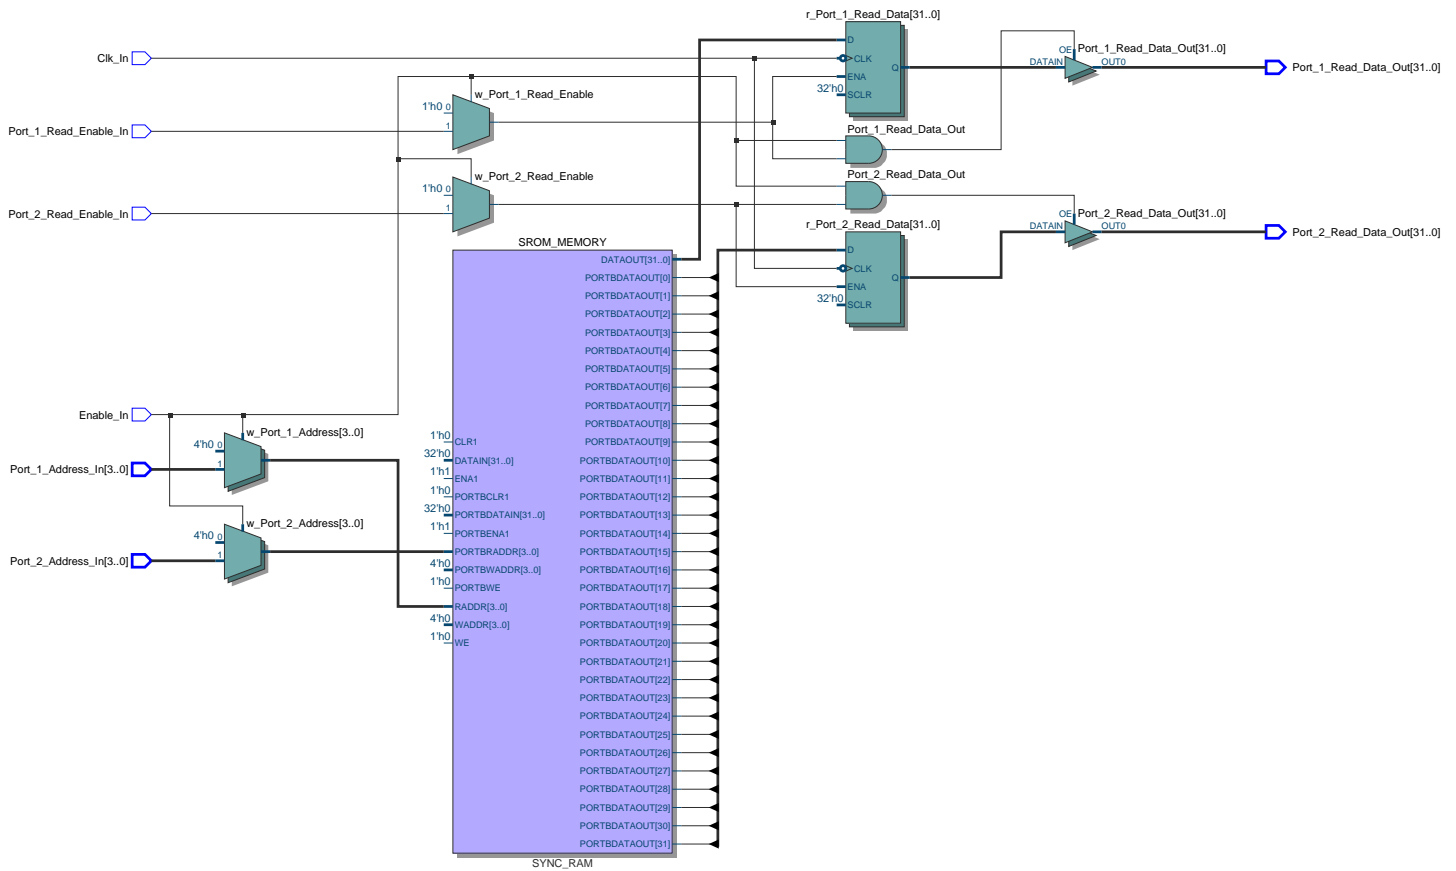 r_Port_1_Read_Data[31..0]
D
CLK
ENA
32'h0
SCLR
Q
Clk_In
OE
Port_1_Read_Data_Out[31..0]
DATAIN
OUT0
Port_1_Read_Data_Out[31..0]
w_Port_1_Read_Enable
1'h0 0
1
Port_1_Read_Enable_In
Port_1_Read_Data_Out
w_Port_2_Read_Enable
1'h0 0
1
Port_2_Read_Enable_In
Port_2_Read_Data_Out
OE
Port_2_Read_Data_Out[31..0]
DATAIN
OUT0
Port_2_Read_Data_Out[31..0]
r_Port_2_Read_Data[31..0]
D
CLK
ENA
32'h0
SCLR
Q
SROM_MEMORY
DATAOUT[31..0]
PORTBDATAOUT[0]
PORTBDATAOUT[1]
PORTBDATAOUT[2]
PORTBDATAOUT[3]
PORTBDATAOUT[4]
PORTBDATAOUT[5]
PORTBDATAOUT[6]
PORTBDATAOUT[7]
PORTBDATAOUT[8]
PORTBDATAOUT[9]
PORTBDATAOUT[10]
PORTBDATAOUT[11]
PORTBDATAOUT[12]
PORTBDATAOUT[13]
PORTBDATAOUT[14]
PORTBDATAOUT[15]
PORTBDATAOUT[16]
PORTBDATAOUT[17]
PORTBDATAOUT[18]
PORTBDATAOUT[19]
PORTBDATAOUT[20]
PORTBDATAOUT[21]
PORTBDATAOUT[22]
PORTBDATAOUT[23]
PORTBDATAOUT[24]
PORTBDATAOUT[25]
PORTBDATAOUT[26]
PORTBDATAOUT[27]
PORTBDATAOUT[28]
PORTBDATAOUT[29]
PORTBDATAOUT[30]
PORTBDATAOUT[31]
Enable_In
w_Port_1_Address[3..0]
4'h0 0
1
Port_1_Address_In[3..0]
w_Port_2_Address[3..0]
4'h0 0
1
Port_2_Address_In[3..0]
1'h0
CLR1
32'h0
DATAIN[31..0]
1'h1
ENA1
1'h0
PORTBCLR1
32'h0
PORTBDATAIN[31..0]
1'h1
PORTBENA1
PORTBRADDR[3..0]
4'h0
PORTBWADDR[3..0]
1'h0
PORTBWE
RADDR[3..0]
4'h0
WADDR[3..0]
1'h0
WE
SYNC_RAM